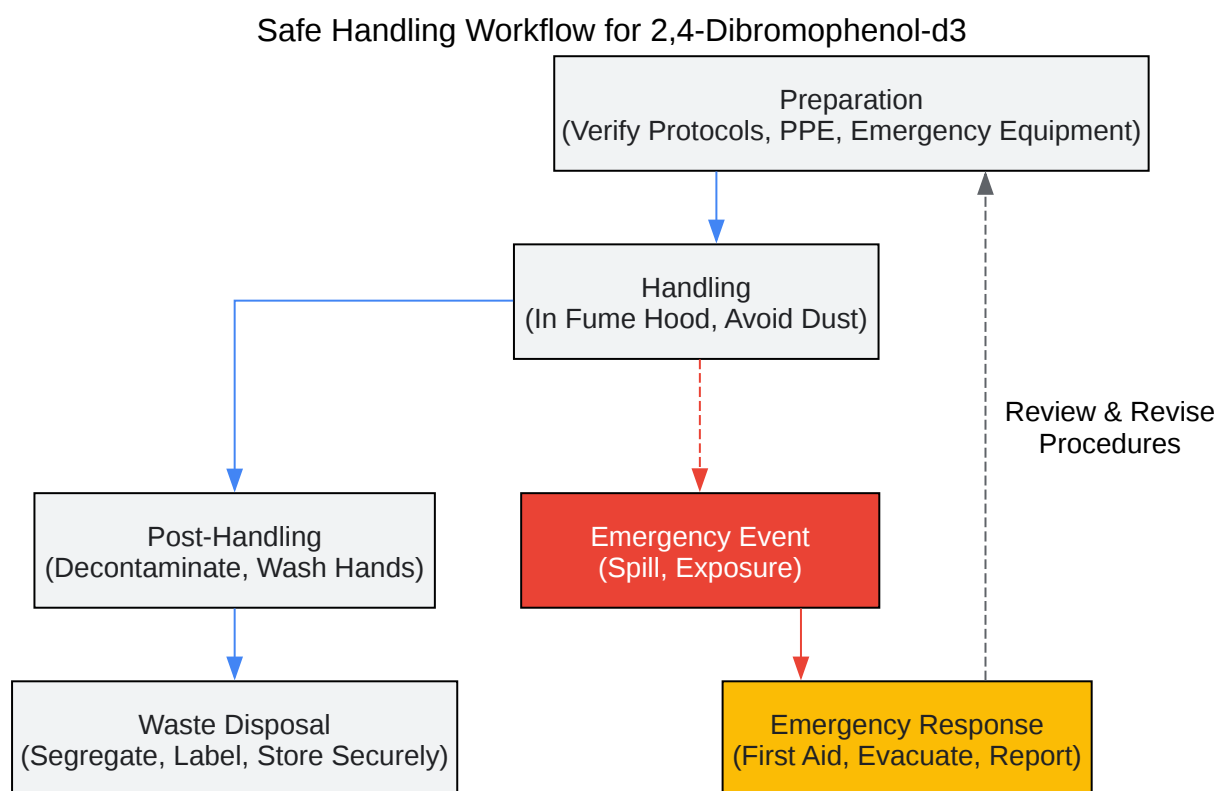 Safe Handling Workflow for 2,4-Dibromophenol-d3
Preparation
(Verify Protocols, PPE, Emergency Equipment)
Handling
(In Fume Hood, Avoid Dust)
Review & Revise
Procedures
Post-Handling
(Decontaminate, Wash Hands)
Emergency Event
(Spill, Exposure)
Waste Disposal
(Segregate, Label, Store Securely)
Emergency Response
(First Aid, Evacuate, Report)